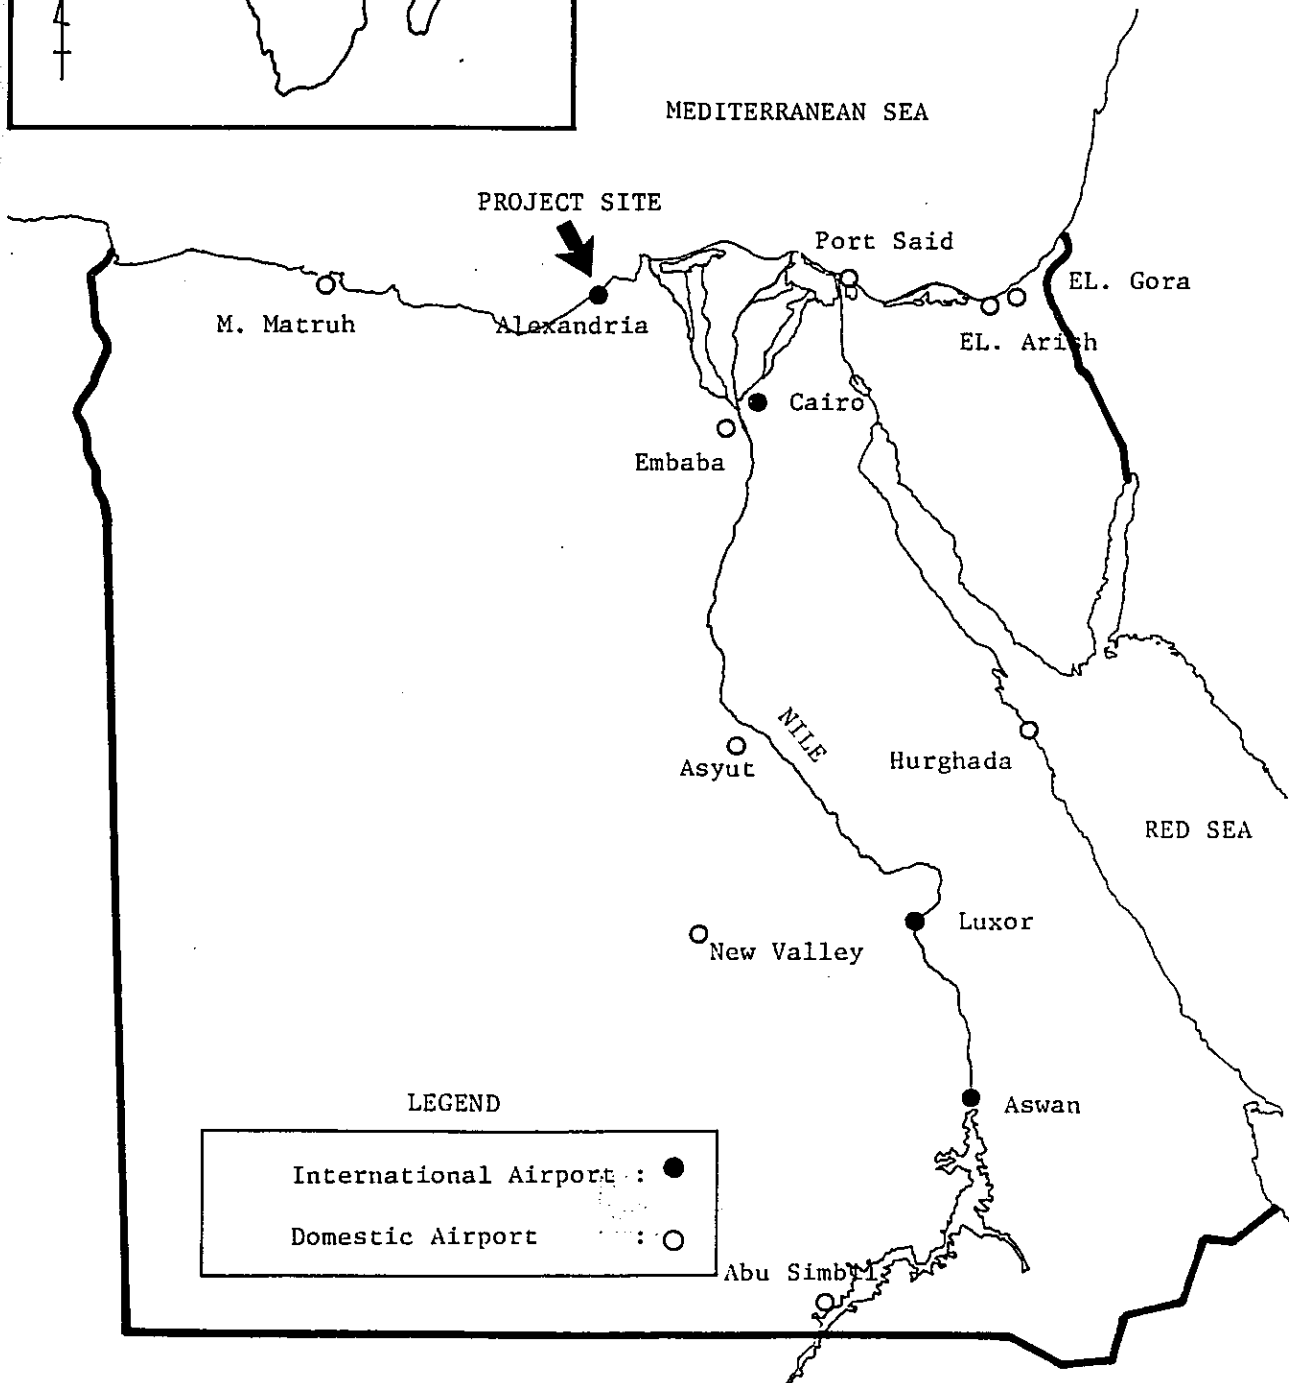 MEDITERRANEAN SEA
PROJECT SITE
Port Said
EL. Gora
M. Matruh
Alexandria
EL. Arish
Cairo
Embaba
NILE
Asyut
Hurghada
RED SEA
Luxor
New Valley
LEGEND
Aswan
International Airport :
Domestic Airport :
Abu Simbil